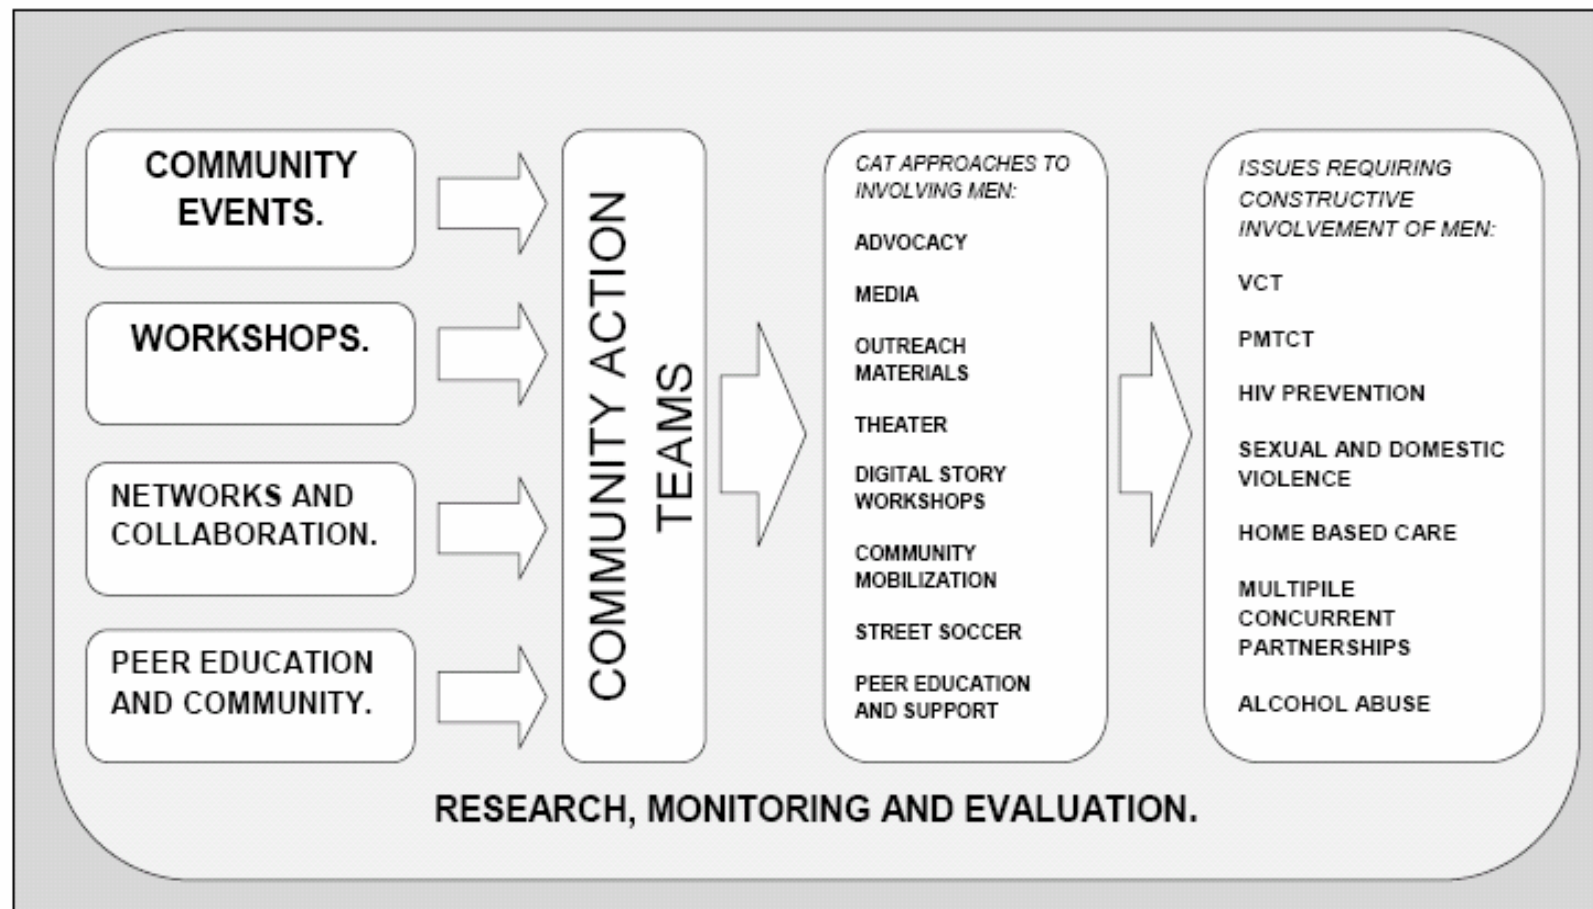 COMMUNITY
EVENTS.
WORKSHOPS.
NETWORKS AND
COLLABORATION.
PEER EDUCATION
AND COMMUNITY.
COMMUNITY ACTION
TEAMS
CAT APPROACHES TO
INVOLVING MEN:
ADVOCACY
MEDIA
OUTREACH
MATERIALS
THEATER
DIGITAL STORY
WORKSHOPS
COMMUNITY
MOBILIZATION
STREET SOCCER
PEER EDUCATION
AND SUPPORT
ISSUES REQUIRING
CONSTRUCTIVE
INVOLVEMENT OF MEN:
VCT
PMTCT
HIV PREVENTION
SEXUAL AND DOMESTIC
VIOLENCE
HOME BASED CARE
MULTIPILE
CONCURRENT
PARTNERSHIPS
ALCOHOL ABUSE
RESEARCH, MONITORING AND EVALUATION.